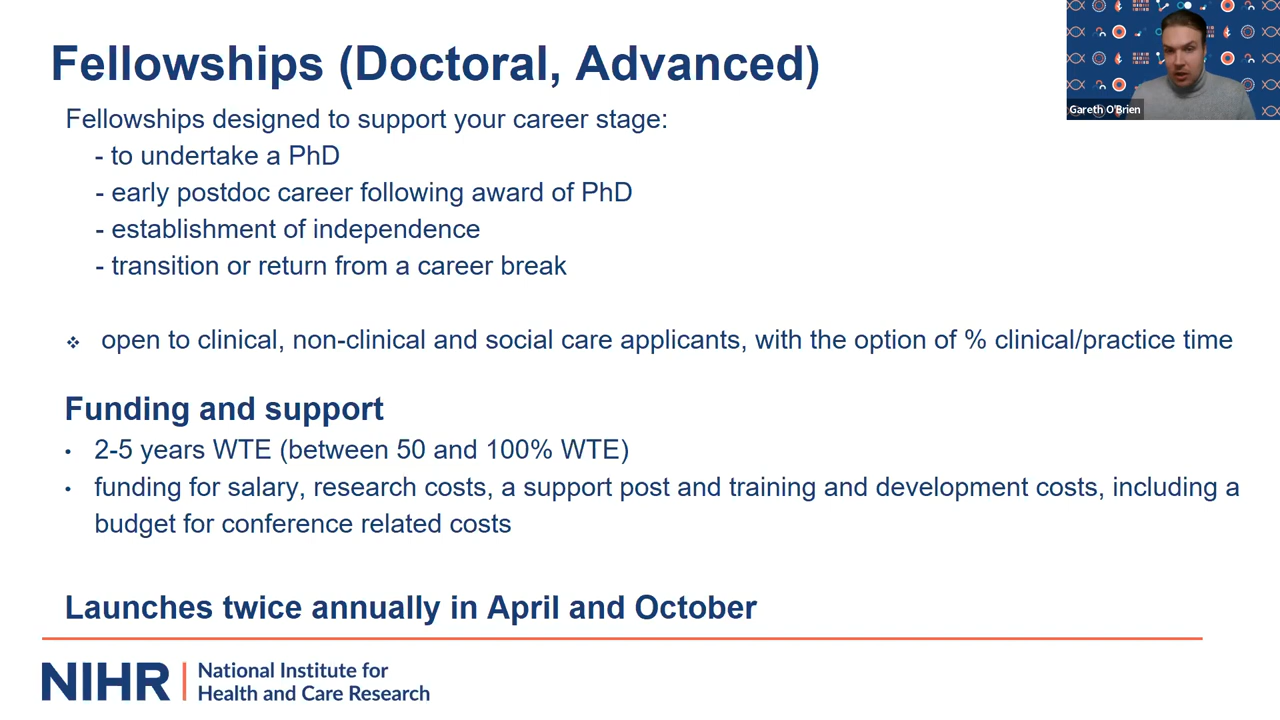 Fellowships (Doctoral, Advanced)
Gareth O'Brien
Fellowships designed to support your career stage:
- to undertake a PhD
- early postdoc career following award of PhD
- establishment of independence
- transition or return from a career break
❖ open to clinical, non-clinical and social care applicants, with the option of % clinical/practice time
Funding and support
• 2-5 years WTE (between 50 and 100% WTE)
• funding for salary, research costs, a support post and training and development costs, including a
budget for conference related costs
Launches twice annually in April and October
NIHR | National Institute for
Health and Care Research